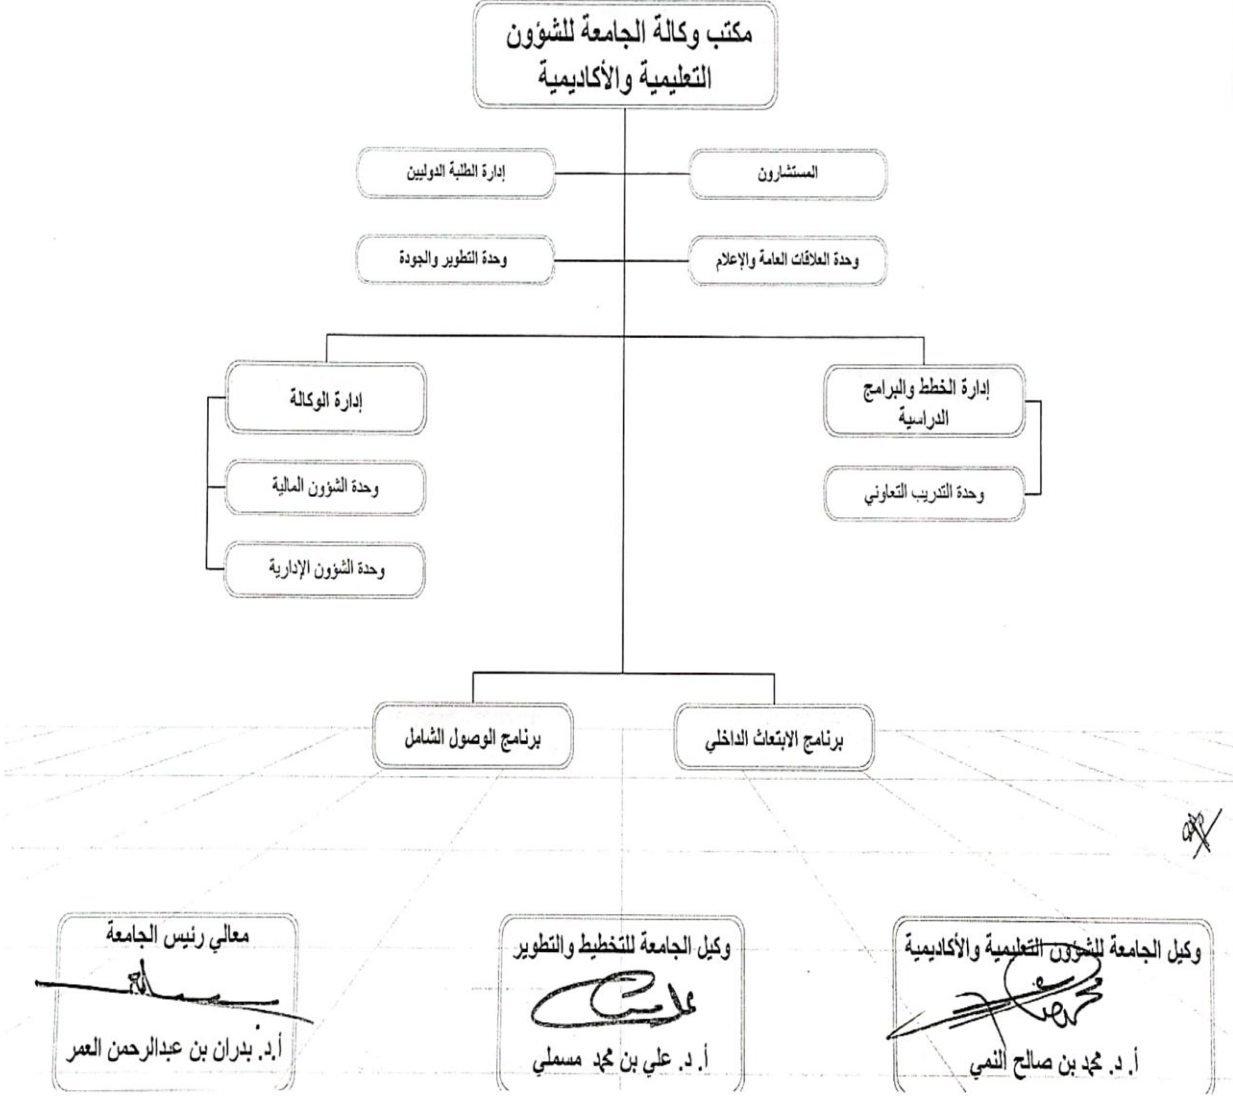 مكتب وكالة الجامعة للشؤون
التعليمية والأكاديمية
المستشارون
إدارة الطلبة الدوليين
وحدة العلاقات العامة والإعلام
وحدة التطوير والجودة
إدارة الخطط والبرامج
الدراسية
وحدة التدريب التعاوني
إدارة الوكالة
وحدة الشؤون المالية
وحدة الشؤون الإدارية
برنامج الابتعاث الداخلي
برنامج الوصول الشامل
وكيل الجامعة للشؤون التعليمية والأكاديمية
أ. د. محمد بن صالح النمي
وكيل الجامعة للتخطيط والتطوير
أ. د. علي بن محمد مسملي
معالي رئيس الجامعة
أ.د. بدران بن عبدالرحمن العمر